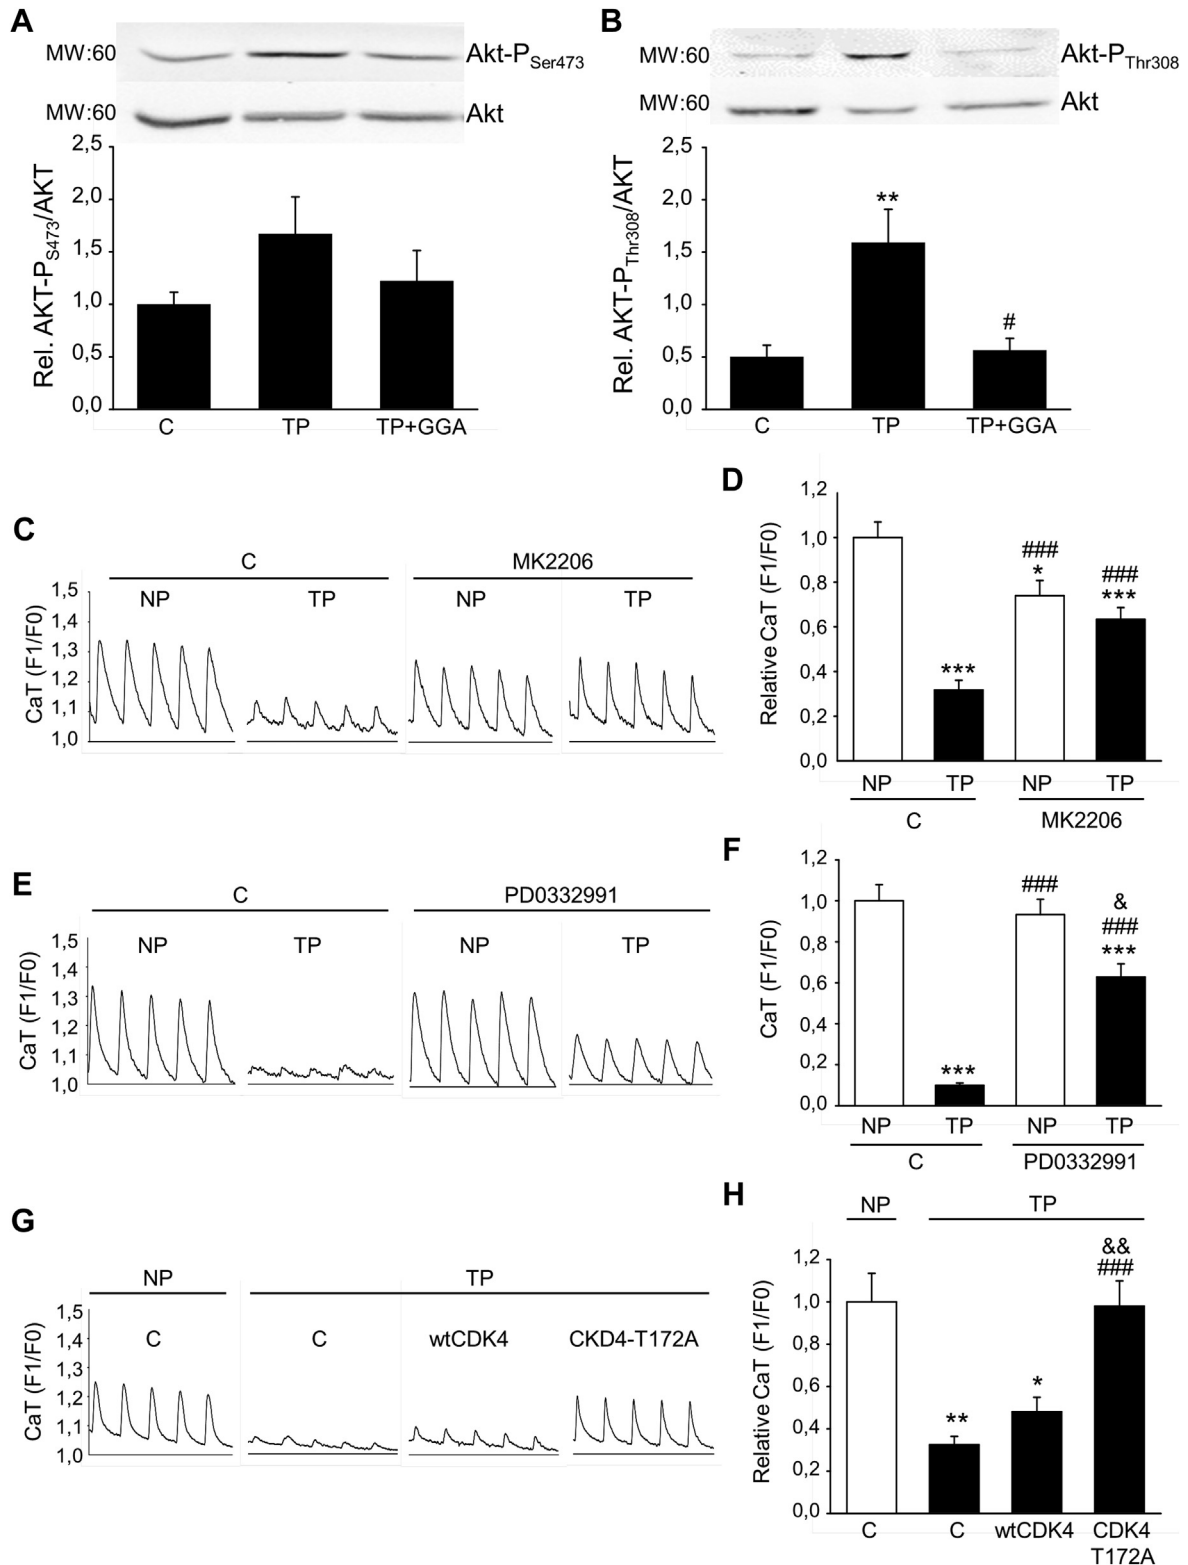 A
MW:60 Akt-PSer473
MW:60 Akt
Rel. AKT-PS473/AKT
2,5
2,0
1,5
1,0
0,5
0,0
C TP TP+GGA
B
MW:60 Akt-PThr308
MW:60 Akt
Rel. AKT-PThr308/AKT
2,5
2,0
1,5
1,0
0,5
0,0
**
#
C TP TP+GGA
C
C MK2206
NP TP NP TP
CaT (F1/F0)
1,5
1,4
1,3
1,2
1,1
1,0
D
Relative CaT (F1/F0)
1,2
1,0
0,8
0,6
0,4
0,2
0,0
***
###
*
###
***
NP TP NP TP
C MK2206
E
C PD0332991
NP TP NP TP
CaT (F1/F0)
1,5
1,4
1,3
1,2
1,1
1,0
F
CaT (F1/F0)
1,2
1,0
0,8
0,6
0,4
0,2
0,0
***
###
&
###
***
NP TP NP TP
C PD0332991
G
NP TP
C C wtCDK4 CKD4-T172A
CaT (F1/F0)
1,5
1,4
1,3
1,2
1,1
1,0
H
NP TP
Relative CaT (F1/F0)
1,2
1,0
0,8
0,6
0,4
0,2
0,0
**
*
&&
###
C C wtCDK4 CDK4
T172A